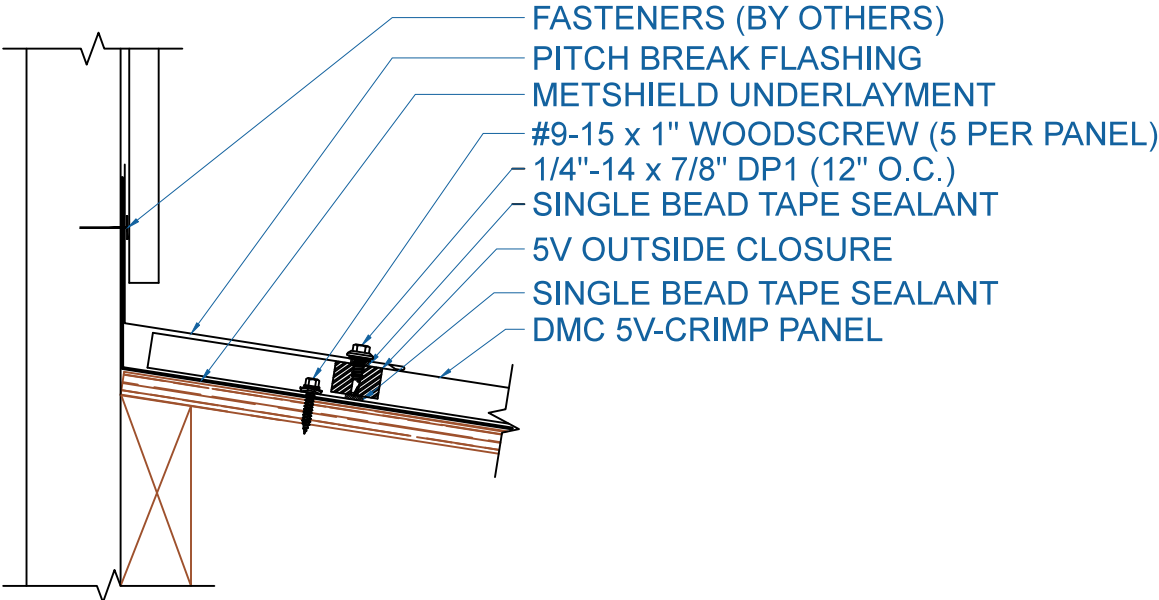 FASTENERS (BY OTHERS)
PITCH BREAK FLASHING
METSHIELD UNDERLAYMENT
#9-15 x 1" WOODSCREW (5 PER PANEL)
1/4"-14 x 7/8" DP1 (12" O.C.)
SINGLE BEAD TAPE SEALANT
5V OUTSIDE CLOSURE
SINGLE BEAD TAPE SEALANT
DMC 5V-CRIMP PANEL